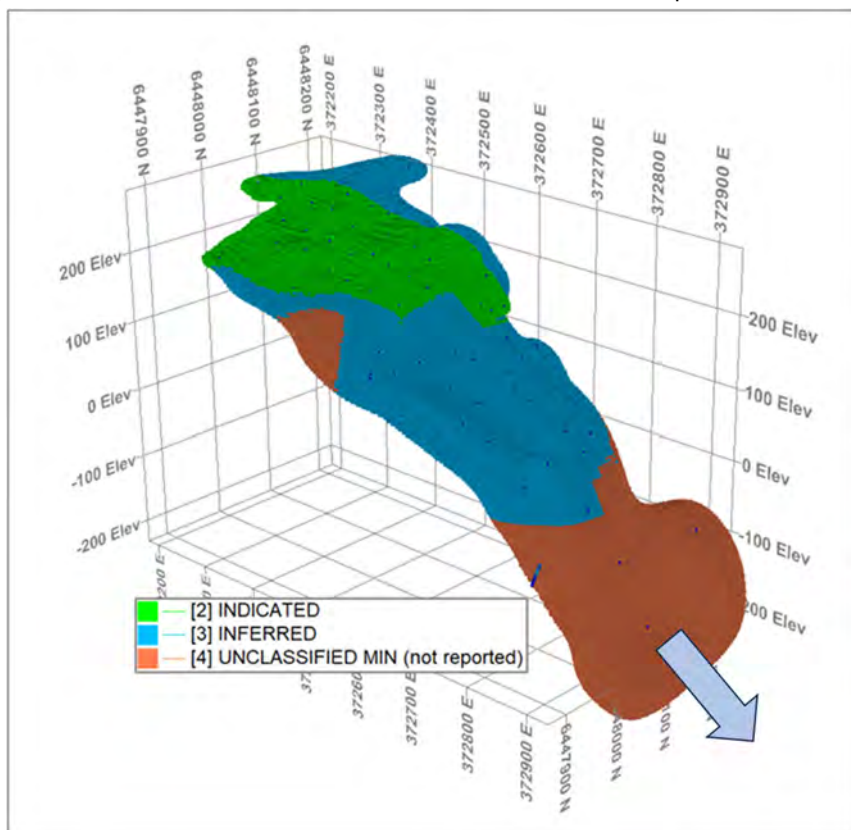 6447900 N
6448000 N
6448100 N
6448200 N
372200 E
372300 E
372400 E
372500 E
372600 E
372700 E
372800 E
372900 E
200 Elev
100 Elev
0 Elev
-100 Elev
-200 Elev
200 Elev
100 Elev
0 Elev
-100 Elev
200 Elev
[2] INDICATED
[3] INFERRED
[4] UNCLASSIFIED MIN (not reported)
372700 E
372800 E
372900 E
6447900 N